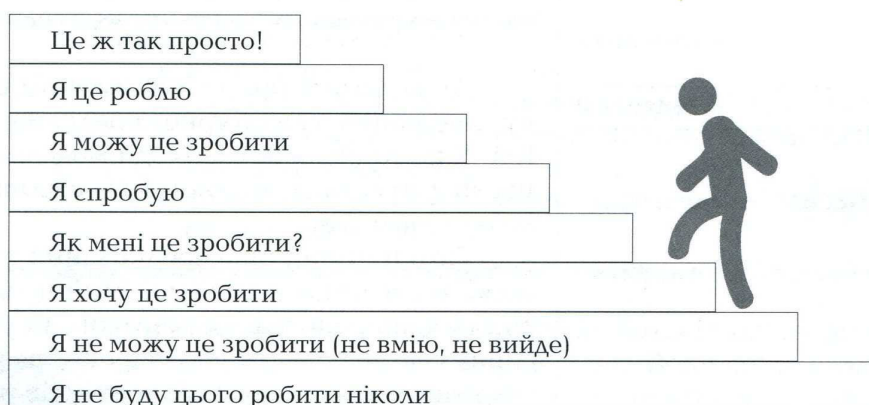 Це ж так просто!
Я це роблю
Я можу це зробити
Я спробую
Як мені це зробити?
Я хочу це зробити
Я не можу це зробити (не вмію, не вийде)
Я не буду цього робити ніколи